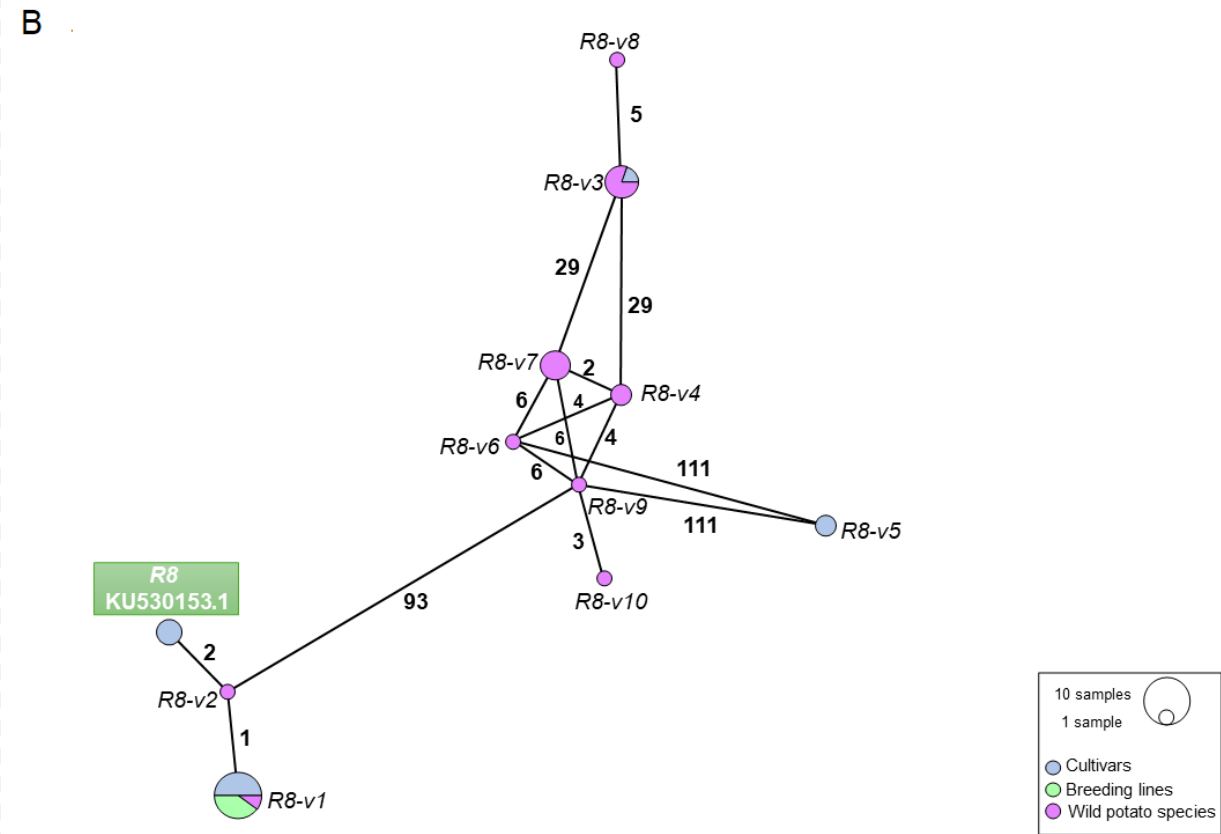 B
R8-v8
5
R8-v3
29
29
R8-v7
2
R8-v4
6
4
6
4
R8-v6
6
111
R8-v9
111
R8-v5
3
R8-v10
R8
KU530153.1
93
2
R8-v2
1
R8-v1
10 samples
1 sample
Cultivars
Breeding lines
Wild potato species